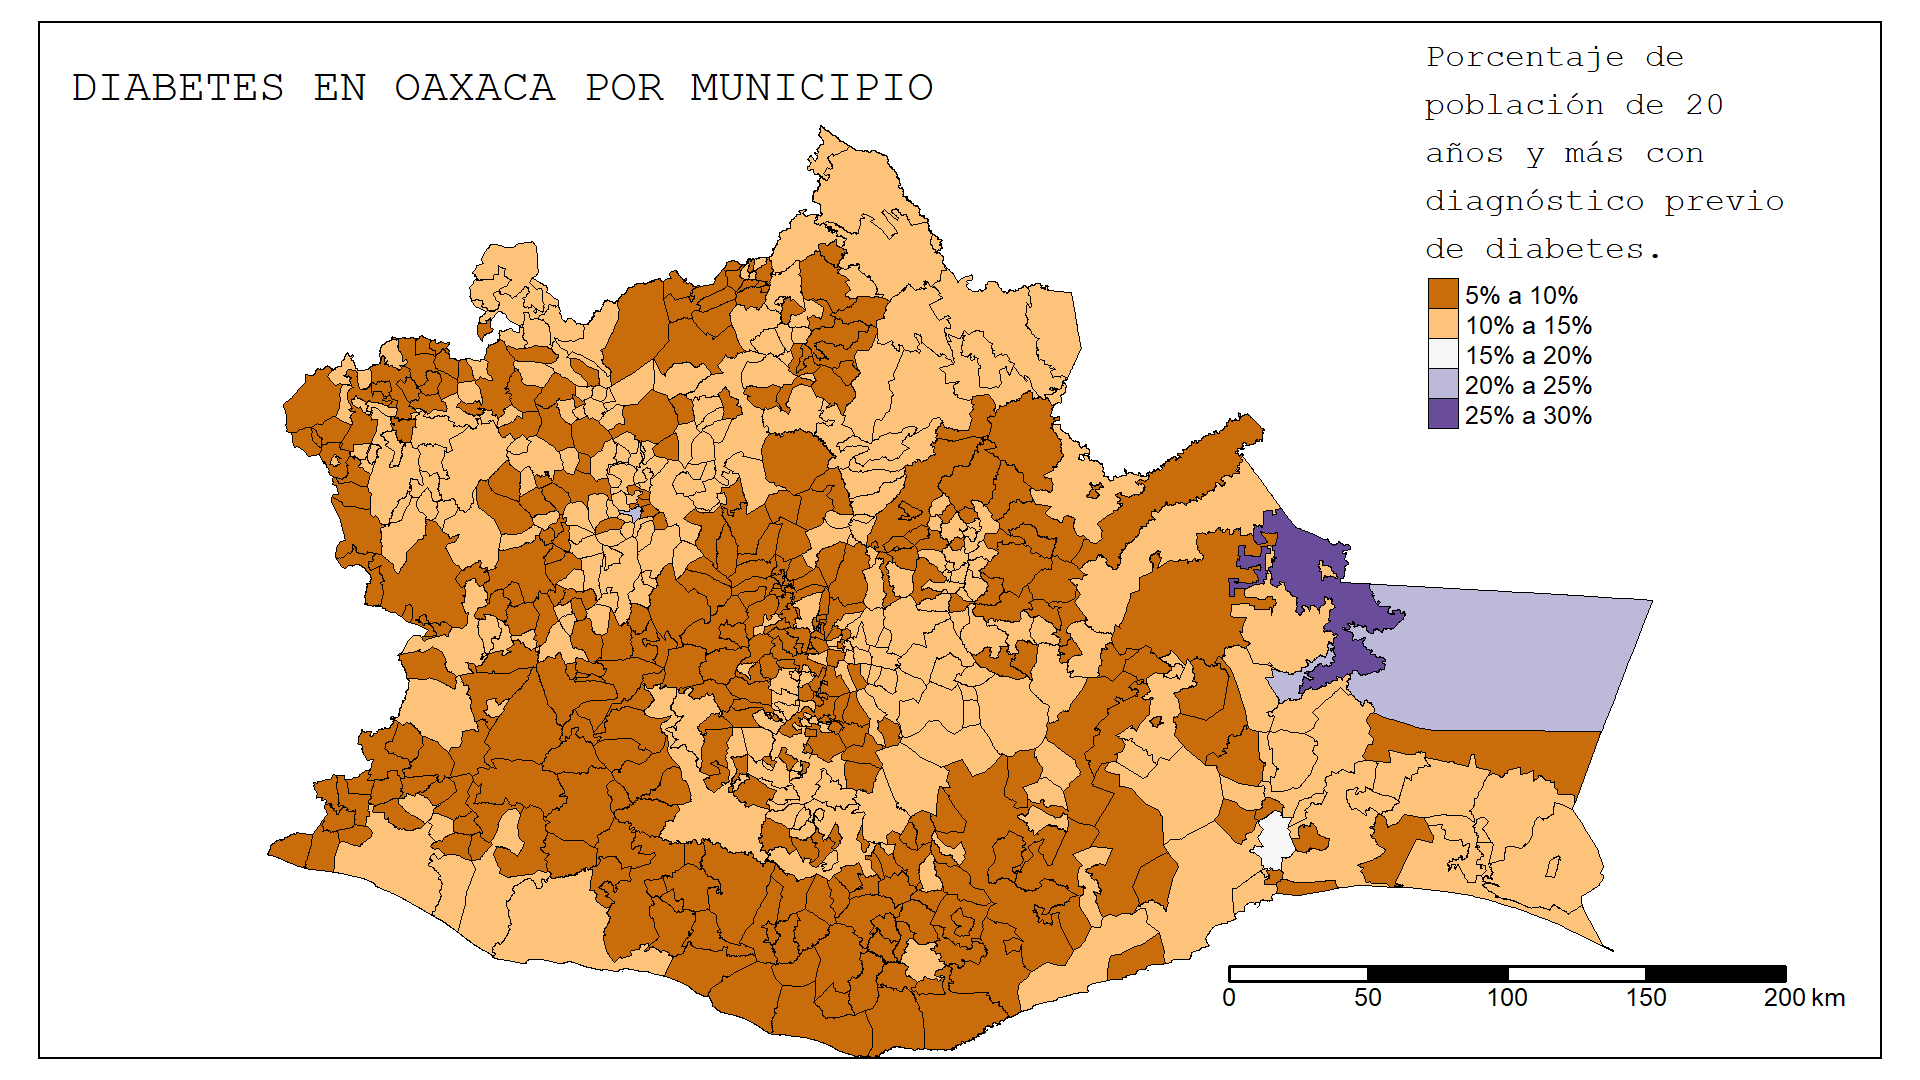 DIABETES EN OAXACA POR MUNICIPIO
Porcentaje de
población de 20
años y más con
diagnóstico previo
de diabetes.
5% a 10%
10% a 15%
15% a 20%
20% a 25%
25% a 30%
0 50 100 150 200 km